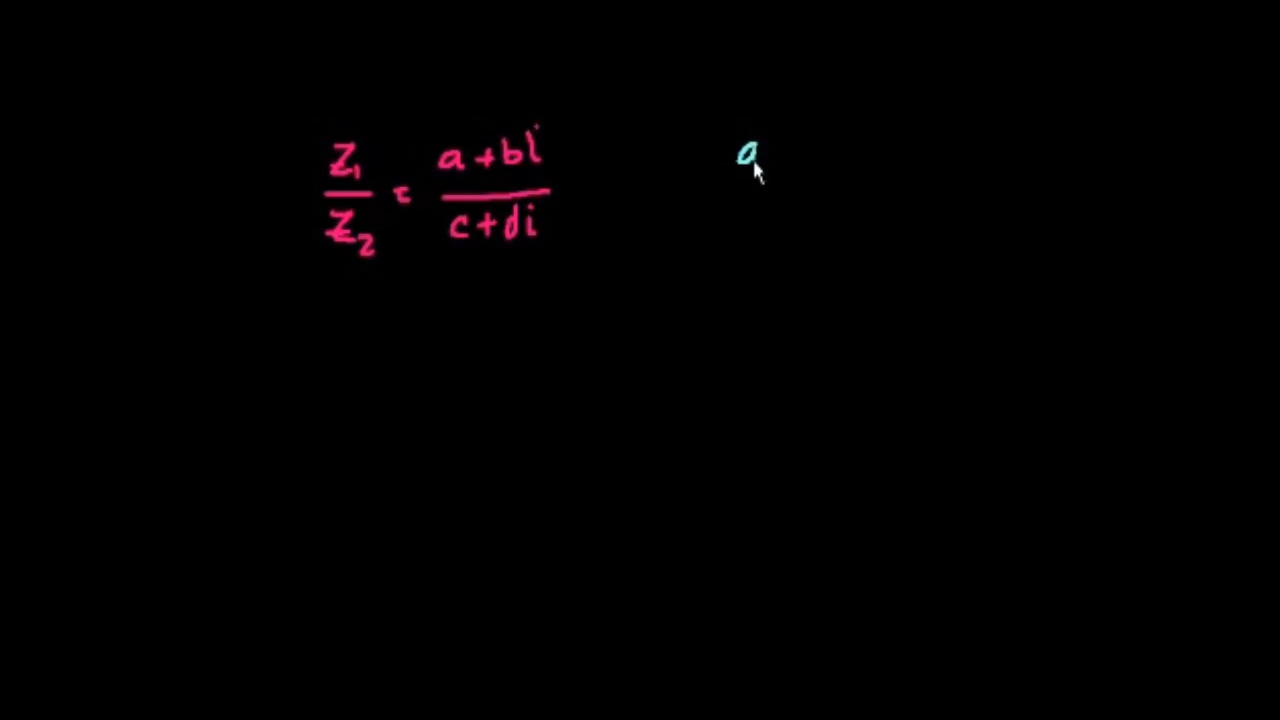 Z₁/Z₂ = (a+bi)/(c+di)
a